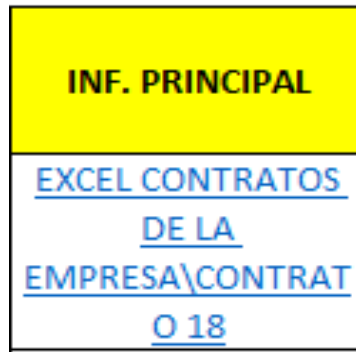 INF. PRINCIPAL
EXCEL CONTRATOS
DE LA
EMPRESA\CONTRAT
O 18